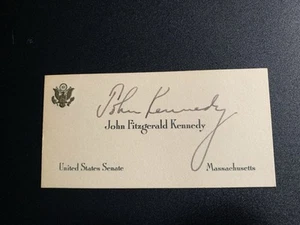 John Kennedy
John Fitzgerald Kennedy
United States Senate Massachusetts